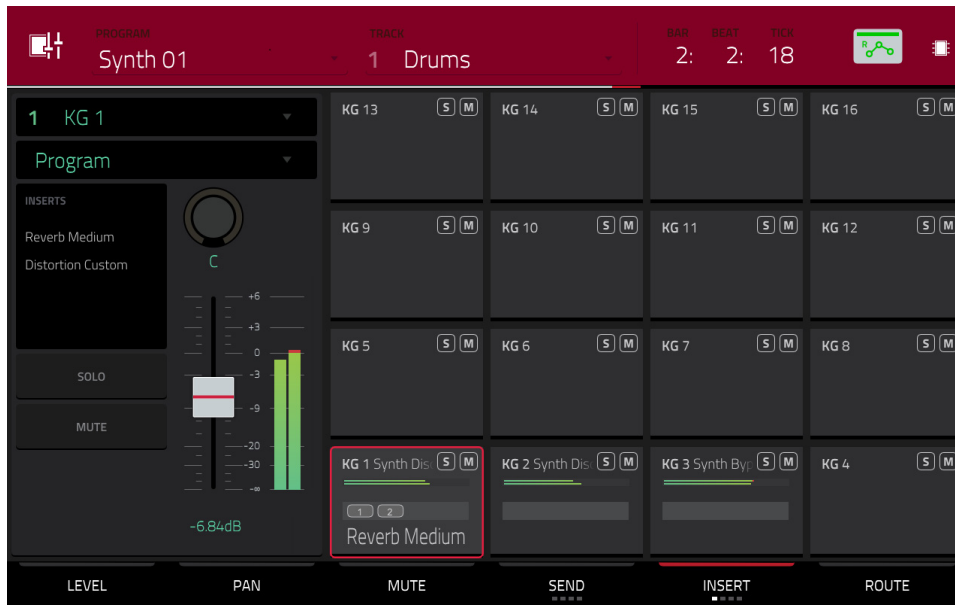 PROGRAM TRACK BAR BEAT TICK
Synth 01 1 Drums 2: 2: 18 R
1 KG 1
Program
INSERTS
Reverb Medium
Distortion Custom
C
+6
+3
0
-3
-9
-20
-30
-∞
SOLO
MUTE
-6.84dB
KG 13 S M KG 14 S M KG 15 S M KG 16 S M
KG 9 S M KG 10 S M KG 11 S M KG 12 S M
KG 5 S M KG 6 S M KG 7 S M KG 8 S M
KG 1 Synth Dis S M KG 2 Synth Dis S M KG 3 Synth Byp S M KG 4 S M
1 2
Reverb Medium
LEVEL PAN MUTE SEND INSERT ROUTE